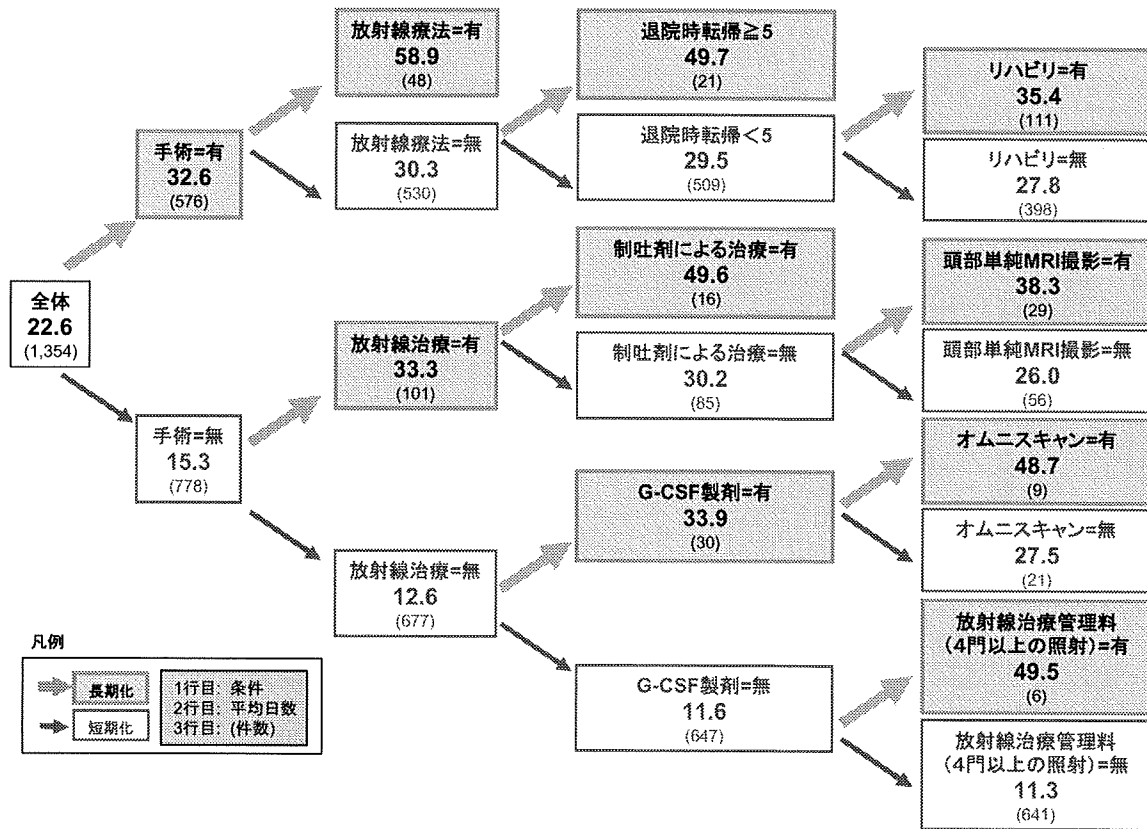 全体
22.6
(1,354)
手術=有
32.6
(576)
手術=無
15.3
(778)
放射線療法=有
58.9
(48)
放射線療法=無
30.3
(530)
放射線治療=有
33.3
(101)
放射線治療=無
12.6
(677)
退院時転帰≧5
49.7
(21)
退院時転帰<5
29.5
(509)
制吐剤による治療=有
49.6
(16)
制吐剤による治療=無
30.2
(85)
G-CSF製剤=有
33.9
(30)
G-CSF製剤=無
11.6
(647)
リハビリ=有
35.4
(111)
リハビリ=無
27.8
(398)
頭部単純MRI撮影=有
38.3
(29)
頭部単純MRI撮影=無
26.0
(56)
オムニスキャン=有
48.7
(9)
オムニスキャン=無
27.5
(21)
放射線治療管理料
(4門以上の照射)=有
49.5
(6)
放射線治療管理料
(4門以上の照射)=無
11.3
(641)
凡例
長期化
短期化
1行目: 条件
2行目: 平均日数
3行目: (件数)